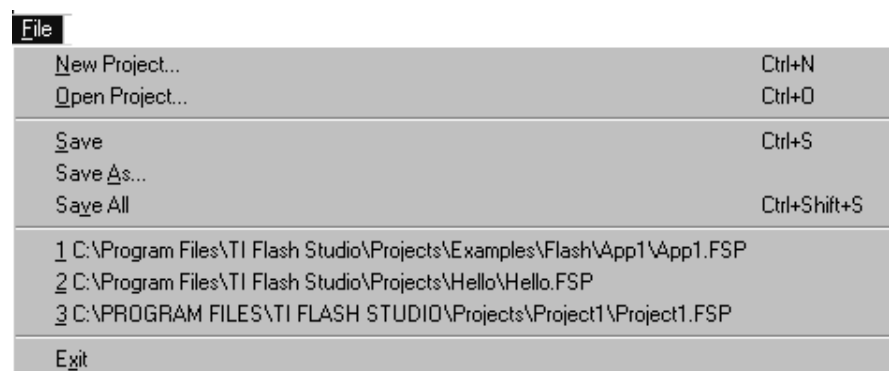 File
New Project... Ctrl+N
Open Project... Ctrl+O
Save Ctrl+S
Save As...
Save All Ctrl+Shift+S
1 C:\Program Files\TI Flash Studio\Projects\Examples\Flash\App1\App1.FSP
2 C:\Program Files\TI Flash Studio\Projects\Hello\Hello.FSP
3 C:\PROGRAM FILES\TI FLASH STUDIO\Projects\Project1\Project1.FSP
Exit